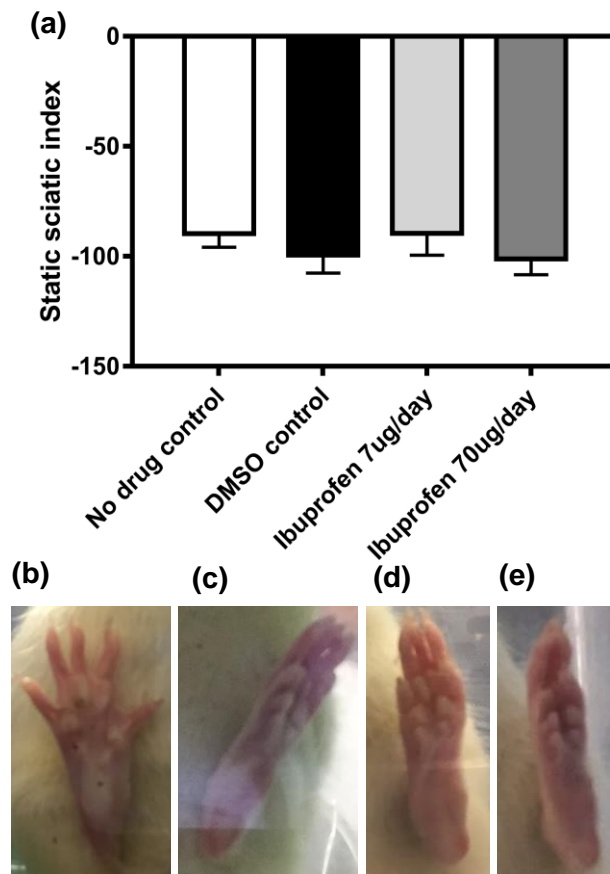 (a)
Static sciatic index
0
-50
-100
-150
No drug control
DMSO control
Ibuprofen 7ug/day
Ibuprofen 70ug/day
(b)
(c)
(d)
(e)